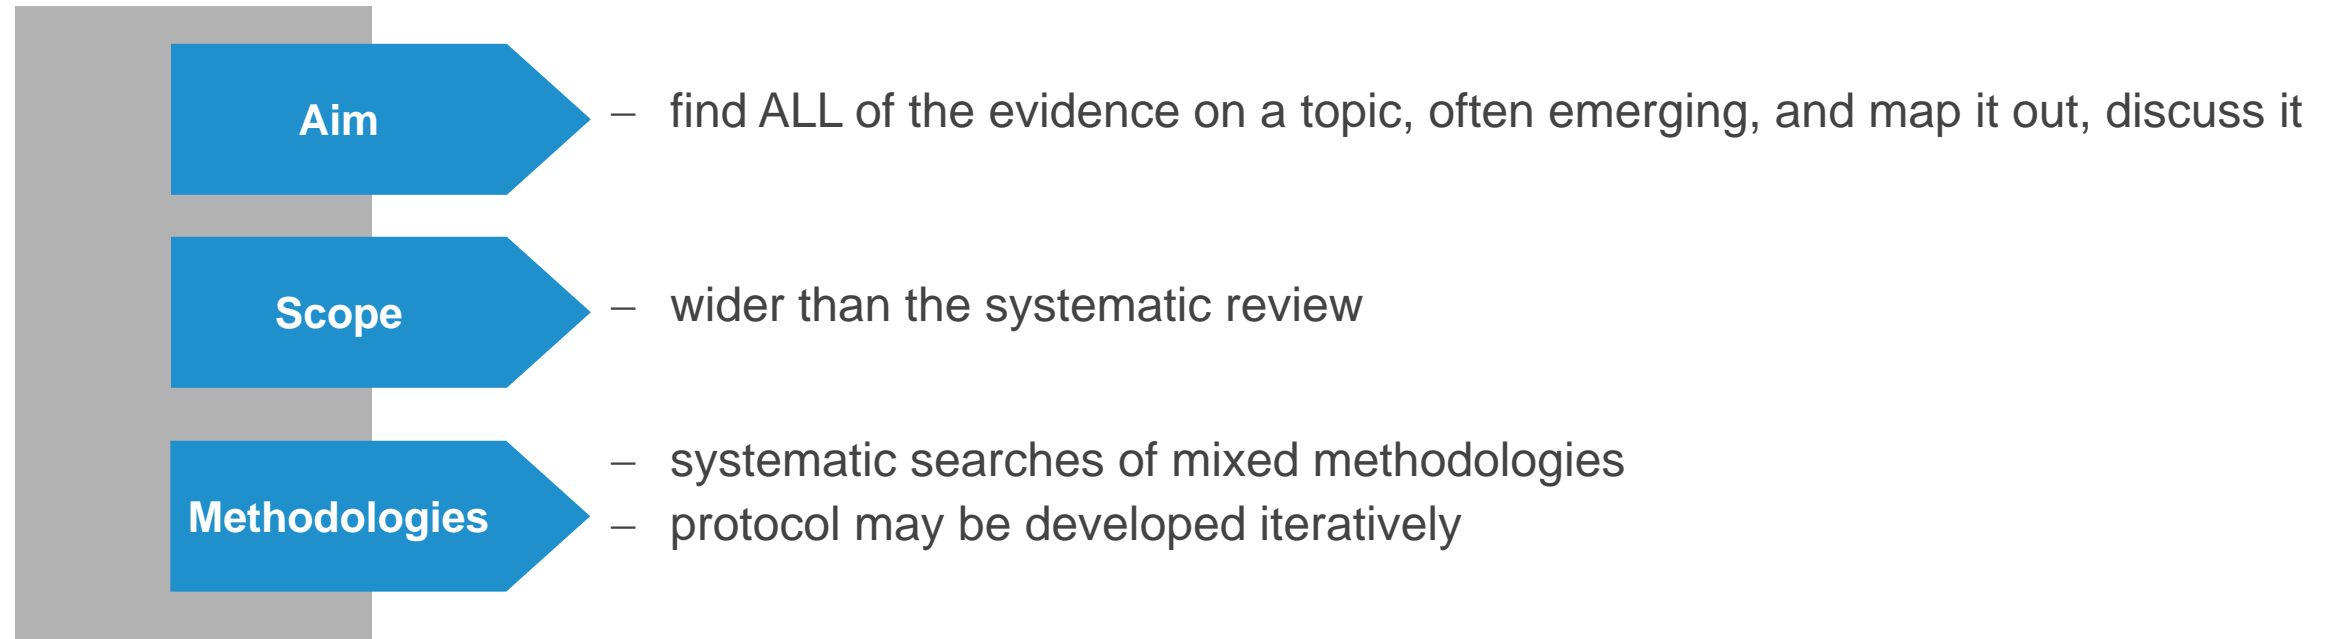 Aim
– find ALL of the evidence on a topic, often emerging, and map it out, discuss it
Scope
– wider than the systematic review
Methodologies
– systematic searches of mixed methodologies
– protocol may be developed iteratively